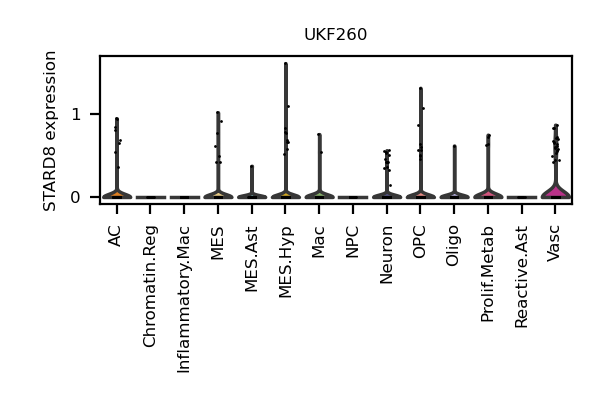 UKF260
STARD8 expression
1
0
AC
Chromatin.Reg
Inflammatory.Mac
MES
MES.Ast
MES.Hyp
Mac
NPC
Neuron
OPC
Oligo
Prolif.Metab
Reactive.Ast
Vasc